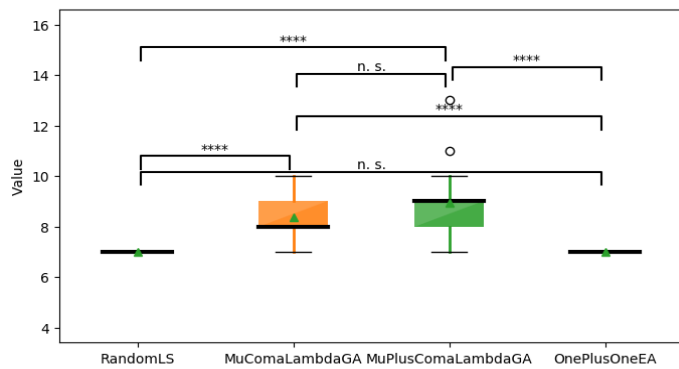 16
14
12
10
8
6
4
Value
****
n. s.
****
****
****
n. s.
RandomLS
MuComaLambdaGA
MuPlusComaLambdaGA
OnePlusOneEA